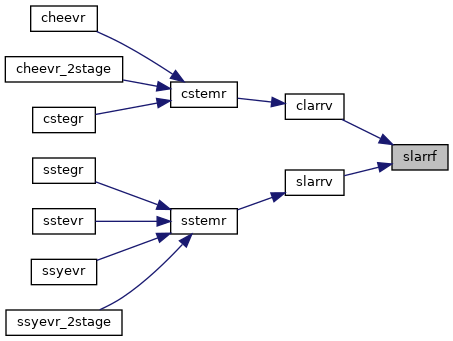 cheevr
cheevr_2stage
cstemr
clarrv
cstegr
slarrf
sstegr
slarrv
sstevr
sstemr
ssyevr
ssyevr_2stage